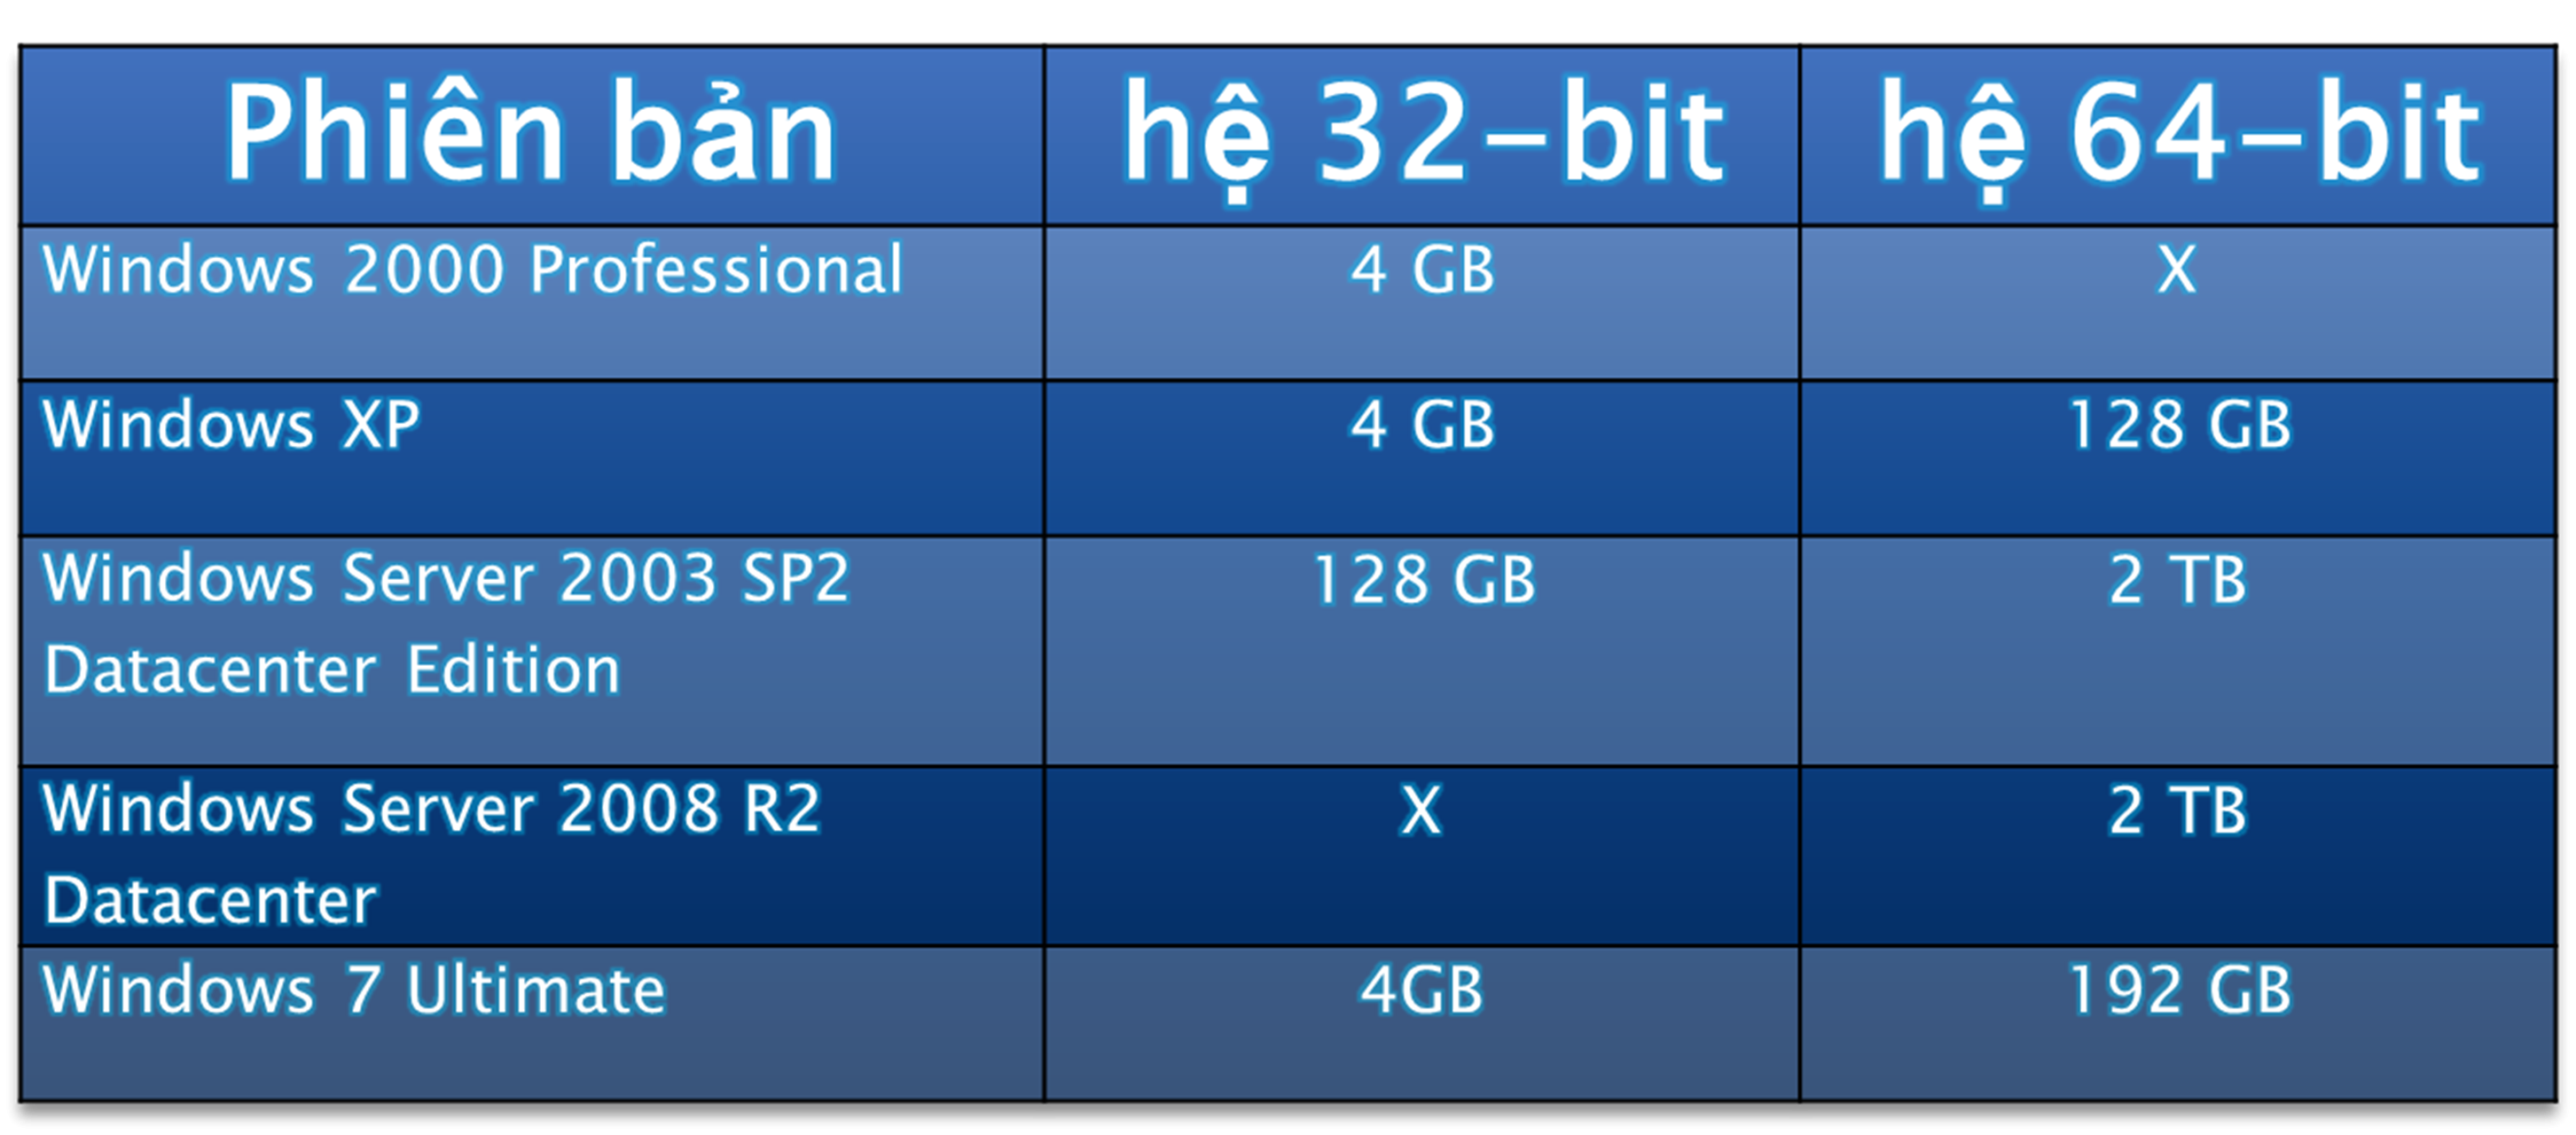 Phiên bản hệ 32-bit hệ 64-bit
Windows 2000 Professional 4 GB X
Windows XP 4 GB 128 GB
Windows Server 2003 SP2 128 GB 2 TB
Datacenter Edition
Windows Server 2008 R2 X 2 TB
Datacenter
Windows 7 Ultimate 4GB 192 GB